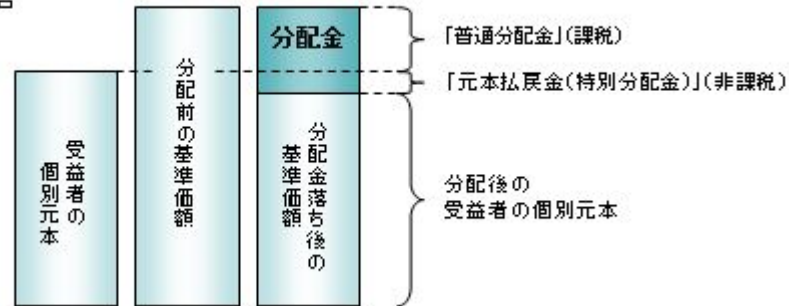 分配金
「普通分配金」(課税)
「元本払戻金(特別分配金)」(非課税)
受益者の
個別元本
分配前の基準価額
分配金落ち後の
基準価額
分配後の
受益者の個別元本